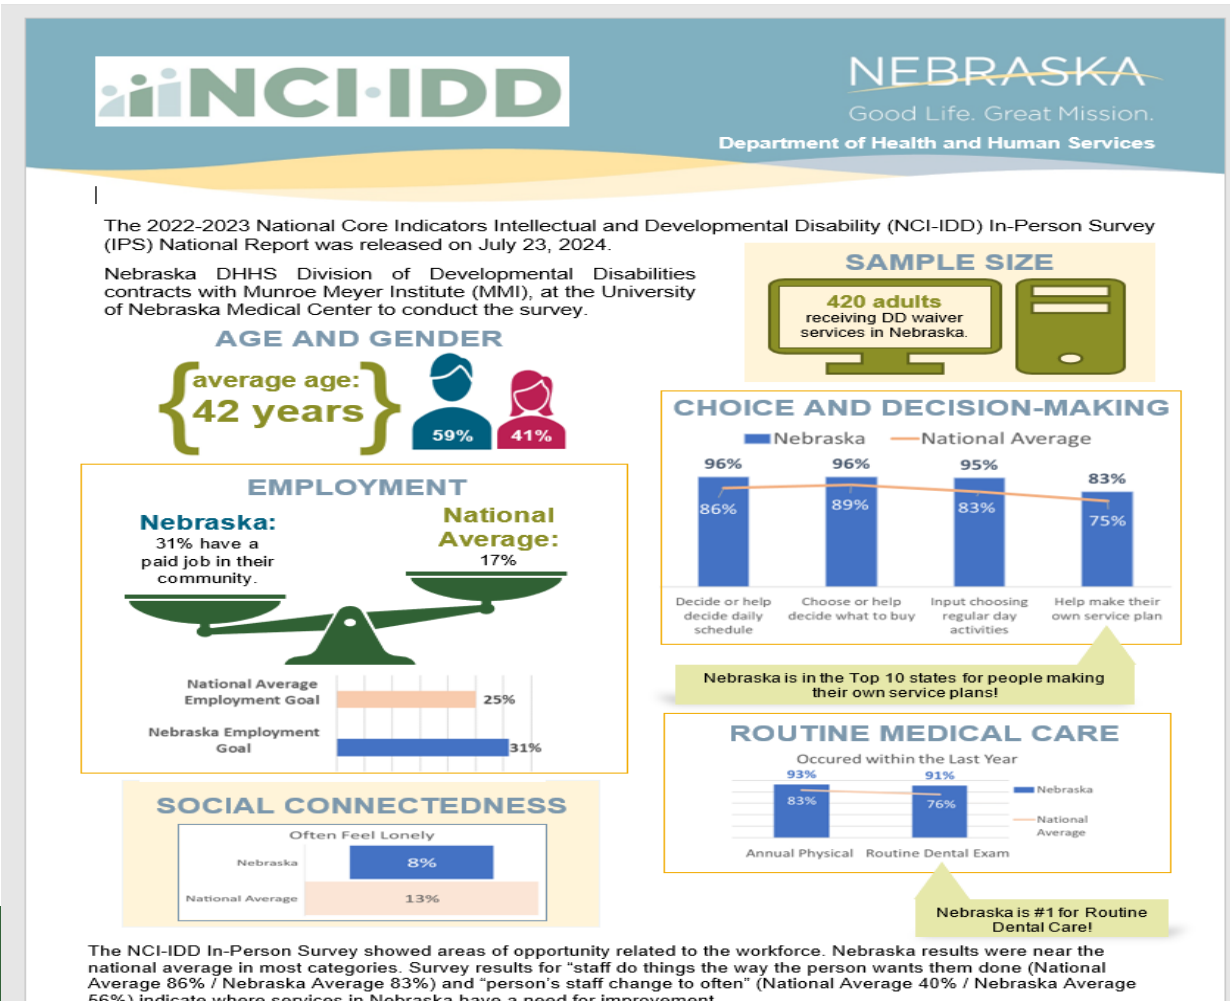 NCI·IDD
NEBRASKA
Good Life. Great Mission.
Department of Health and Human Services
The 2022-2023 National Core Indicators Intellectual and Developmental Disability (NCI-IDD) In-Person Survey
(IPS) National Report was released on July 23, 2024.
Nebraska DHHS Division of Developmental Disabilities
contracts with Munroe Meyer Institute (MMI), at the University
of Nebraska Medical Center to conduct the survey.
SAMPLE SIZE
420 adults
receiving DD waiver
services in Nebraska.
AGE AND GENDER
average age:
42 years
59%
41%
CHOICE AND DECISION-MAKING
Nebraska
National Average
96%
96%
95%
83%
86%
89%
83%
75%
Decide or help
decide daily
schedule
Choose or help
decide what to buy
Input choosing
regular day
activities
Help make their
own service plan
Nebraska is in the Top 10 states for people making
their own service plans!
EMPLOYMENT
Nebraska:
31% have a
paid job in their
community.
National
Average:
17%
National Average
Employment Goal
25%
Nebraska Employment
Goal
31%
ROUTINE MEDICAL CARE
Occured within the Last Year
93%
91%
83%
76%
Nebraska
National
Average
Annual Physical
Routine Dental Exam
Nebraska is #1 for Routine
Dental Care!
SOCIAL CONNECTEDNESS
Often Feel Lonely
Nebraska
8%
National Average
13%
The NCI-IDD In-Person Survey showed areas of opportunity related to the workforce. Nebraska results were near the
national average in most categories. Survey results for “staff do things the way the person wants them done (National
Average 86% / Nebraska Average 83%) and “person’s staff change to often” (National Average 40% / Nebraska Average
56%) indicate where services in Nebraska have a need for improvement.